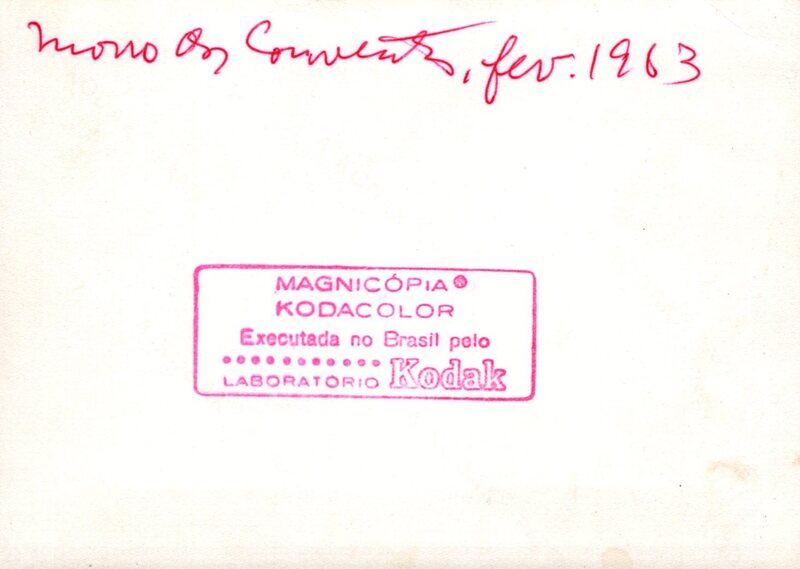 Morro dos Conventos, fev. 1963
MAGNICÓPIA®
KODACOLOR
Executada no Brasil pelo
LABORATÓRIO Kodak